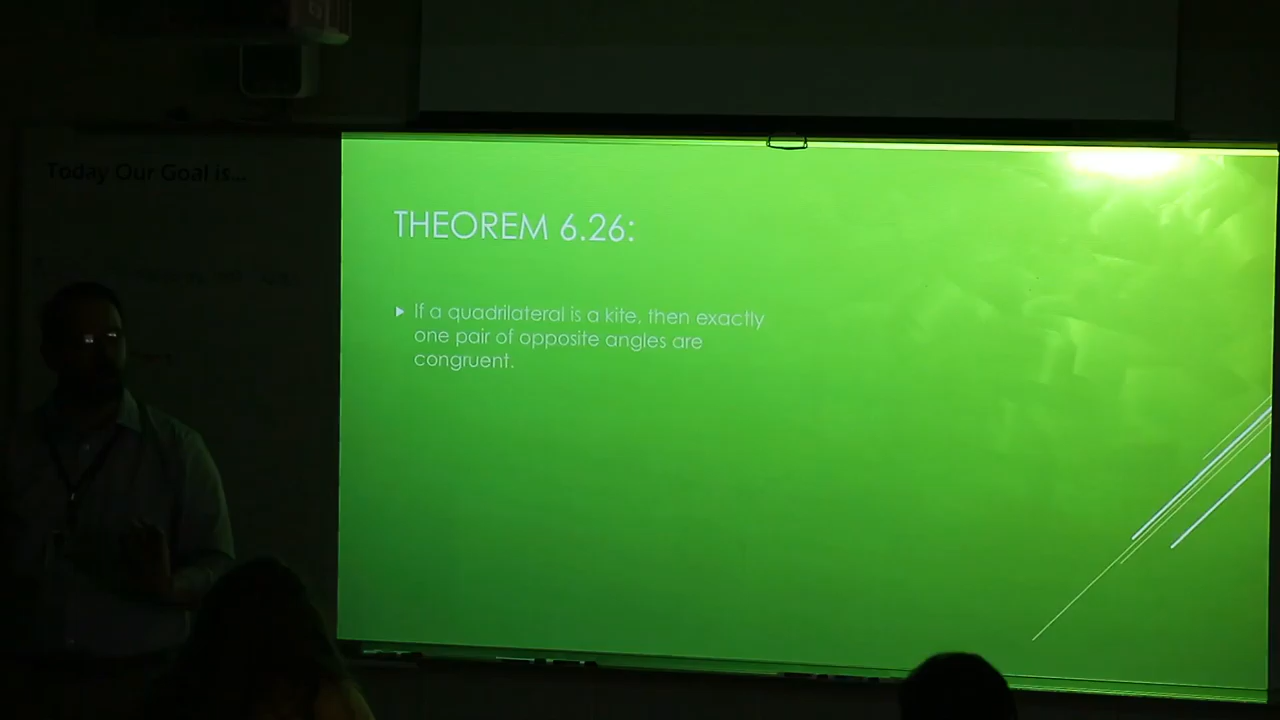 Today Our Goal is...
THEOREM 6.26:
If a quadrilateral is a kite, then exactly
one pair of opposite angles are
congruent.